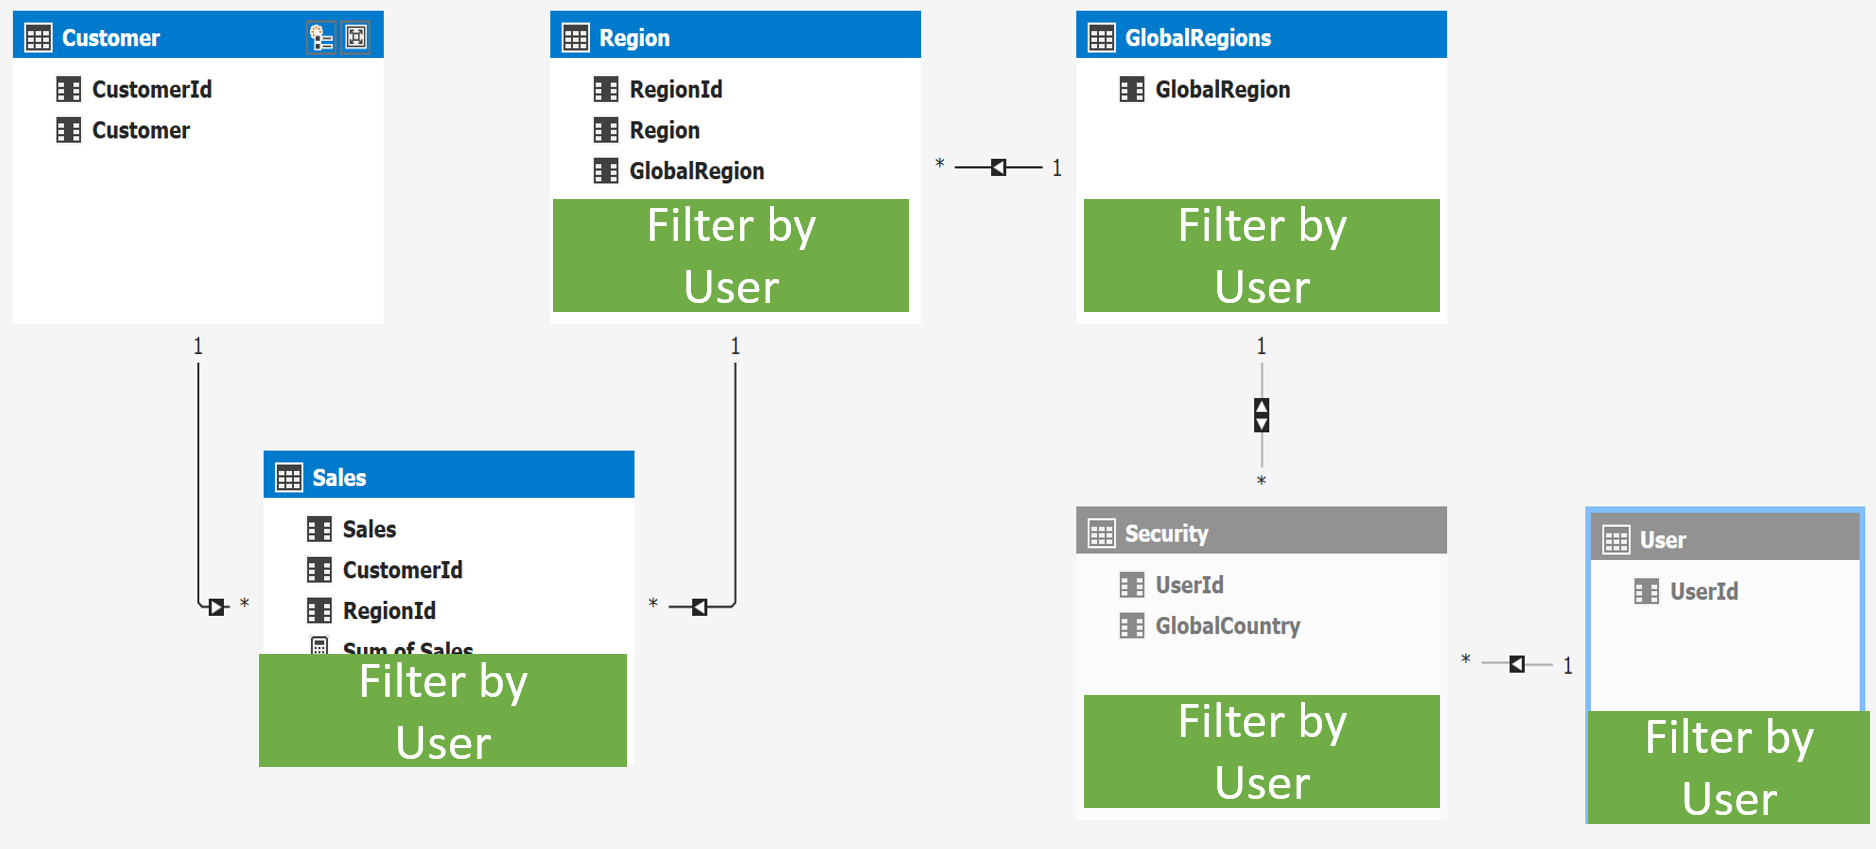 Customer
CustomerId
Customer
Region
RegionId
Region
GlobalRegion
Filter by
User
* 1
GlobalRegions
GlobalRegion
Filter by
User
1
1
1
*
Sales
Sales
CustomerId
RegionId
Sum of Sales
Filter by
User
*
*
Security
UserId
GlobalCountry
Filter by
User
* 1
User
UserId
Filter by
User